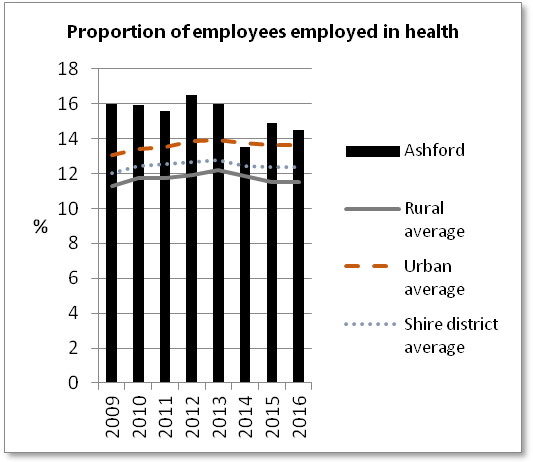 Proportion of employees employed in health
18
16
14
12
10
8
6
4
2
0
%
2009
2010
2011
2012
2013
2014
2015
2016
Ashford
Rural
average
Urban
average
Shire district
average